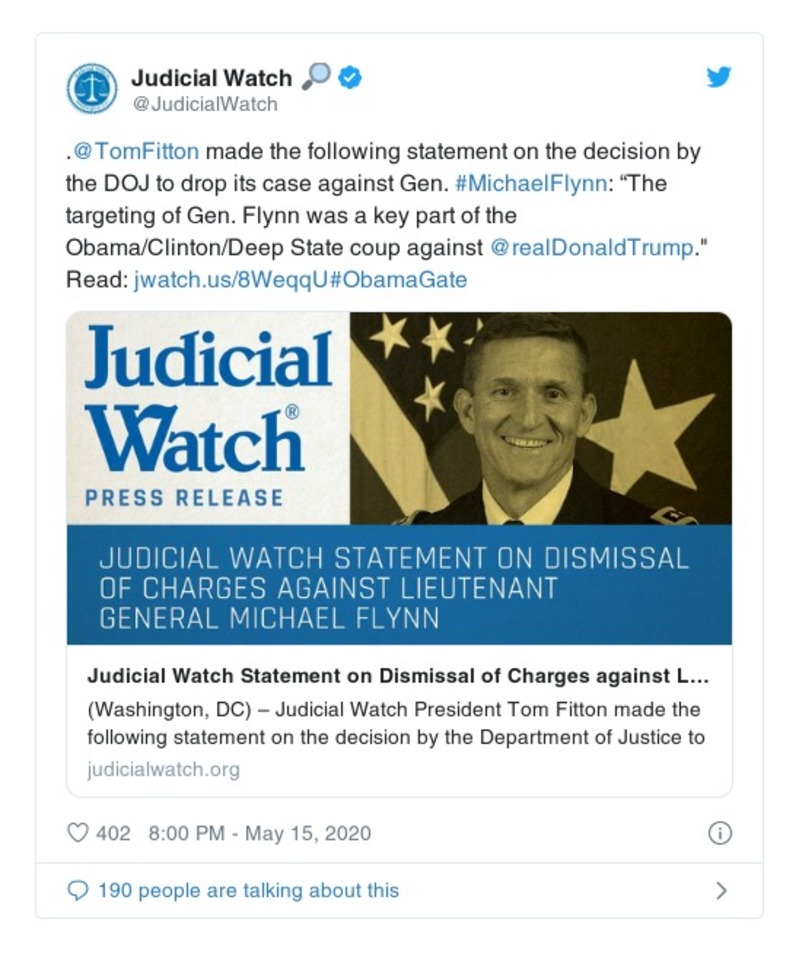 Judicial Watch 🔎
@JudicialWatch
.@TomFitton made the following statement on the decision by
the DOJ to drop its case against Gen. #MichaelFlynn: “The
targeting of Gen. Flynn was a key part of the
Obama/Clinton/Deep State coup against @realDonaldTrump."
Read: jwatch.us/8WeqqU#ObamaGate
Judicial
Watch®
PRESS RELEASE
JUDICIAL WATCH STATEMENT ON DISMISSAL
OF CHARGES AGAINST LIEUTENANT
GENERAL MICHAEL FLYNN
Judicial Watch Statement on Dismissal of Charges against L...
(Washington, DC) – Judicial Watch President Tom Fitton made the
following statement on the decision by the Department of Justice to
judicialwatch.org
402 8:00 PM - May 15, 2020
190 people are talking about this